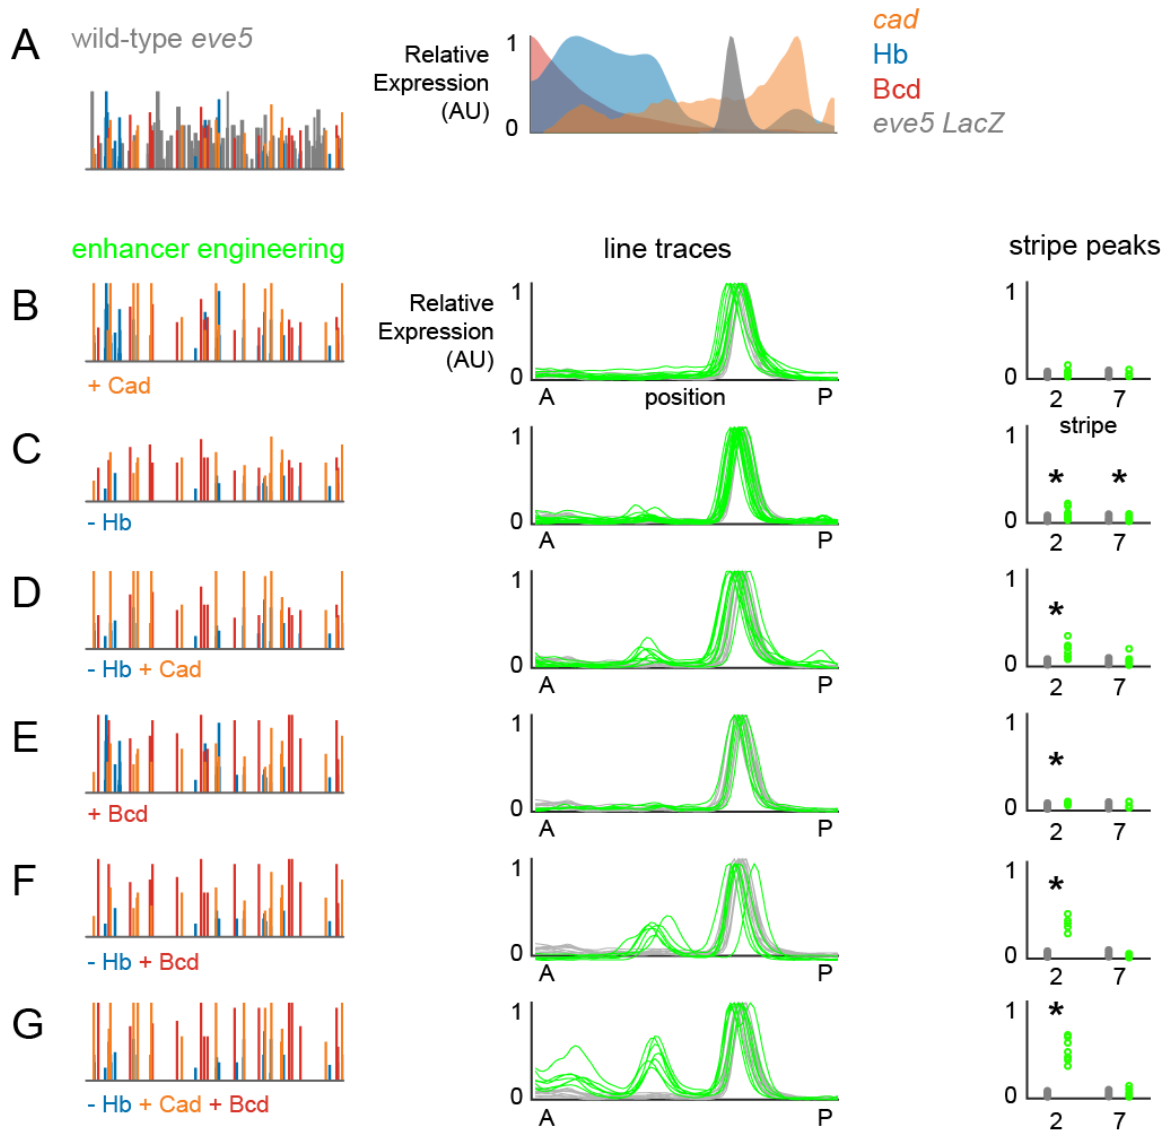 A
wild-type eve5
1
Relative
Expression
(AU)
0
cad
Hb
Bcd
eve5 LacZ
enhancer engineering
line traces
stripe peaks
B
+ Cad
1
Relative
Expression
(AU)
0
A
position
P
1
0
2
7
stripe
C
- Hb
1
0
A
P
1
0
*
*
2
7
D
- Hb + Cad
1
0
A
P
1
0
*
2
7
E
+ Bcd
1
0
A
P
1
0
*
2
7
F
- Hb + Bcd
1
0
A
P
1
0
*
2
7
G
- Hb + Cad + Bcd
1
0
A
P
1
0
*
2
7